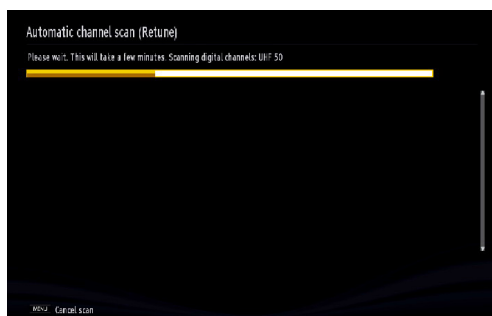 Automatic channel scan (Retune)
Please wait. This will take a few minutes. Scanning digital channels: UHF 50
MENU Cancel scan